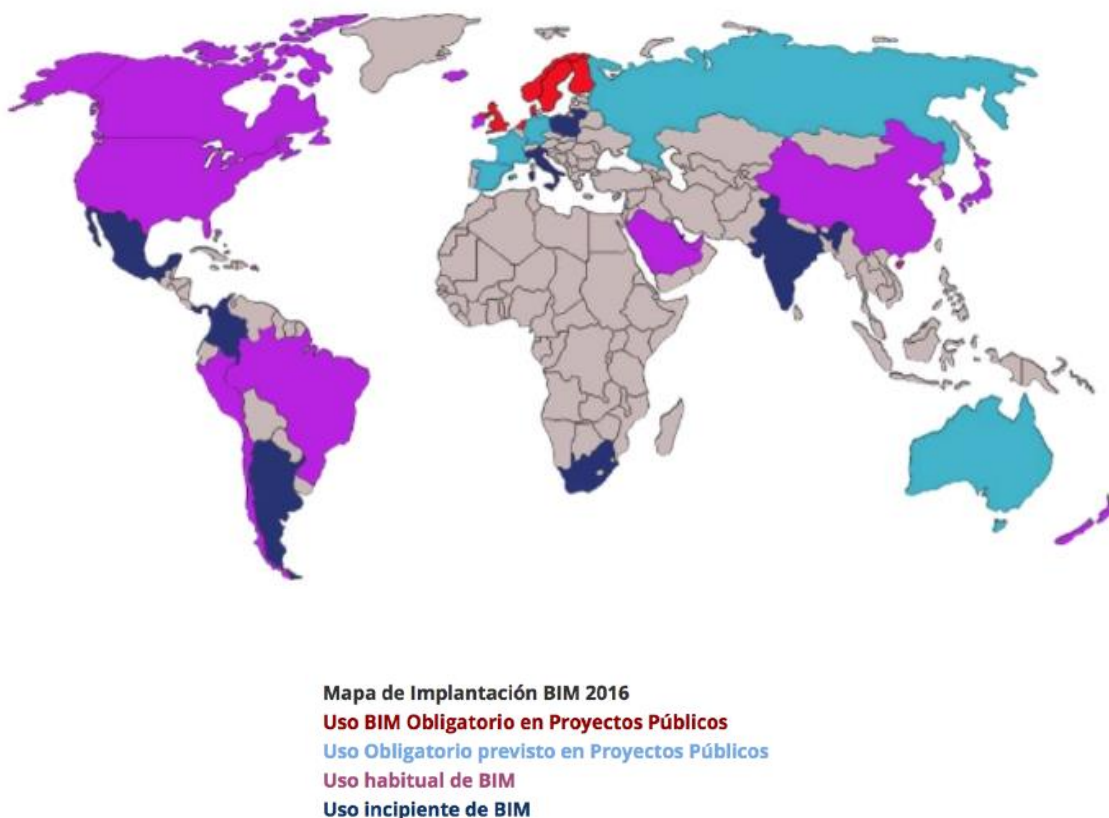 Mapa de Implantación BIM 2016
Uso BIM Obligatorio en Proyectos Públicos
Uso Obligatorio previsto en Proyectos Públicos
Uso habitual de BIM
Uso incipiente de BIM